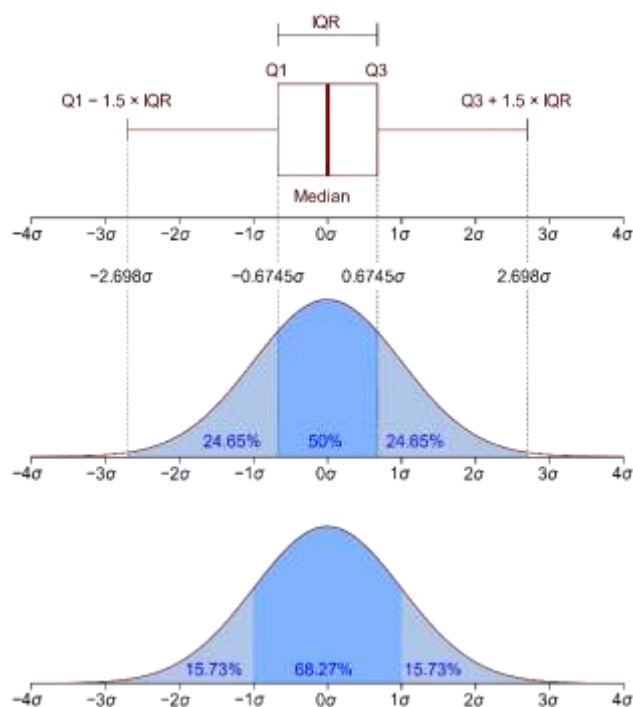 IQR
Q1 Q3
Q1 − 1.5 × IQR Q3 + 1.5 × IQR
Median
−4σ −3σ −2σ −1σ 0σ 1σ 2σ 3σ 4σ
−2.698σ −0.6745σ 0.6745σ 2.698σ
24.65% 50% 24.65%
−4σ −3σ −2σ −1σ 0σ 1σ 2σ 3σ 4σ
15.73% 68.27% 15.73%
−4σ −3σ −2σ −1σ 0σ 1σ 2σ 3σ 4σ